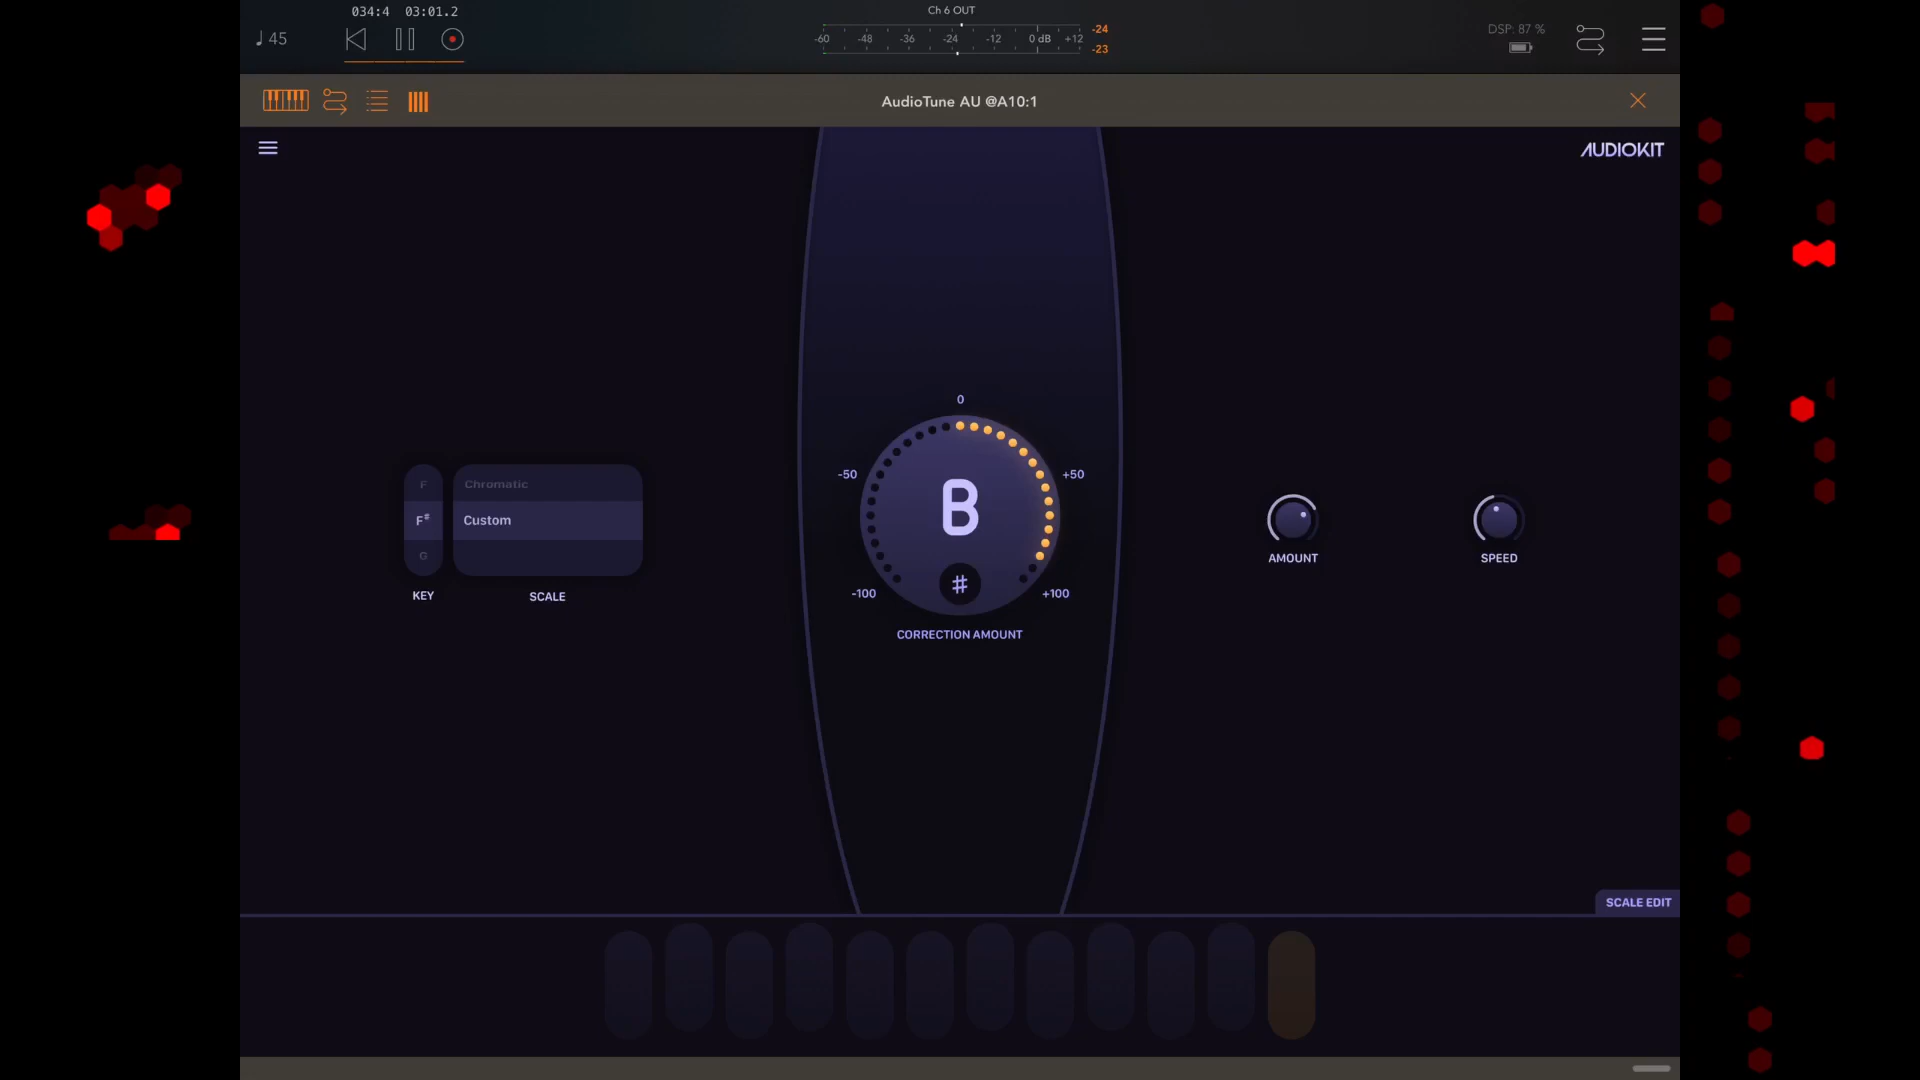 034:4 03:01.2
♩ 45
Ch 6 OUT
-60 -48 -36 -24 -12 0 dB +12
-24
-23
DSP: 87 %
AudioTune AU @A10:1
AUDIOKIT
0
-50 +50
B
#
-100 +100
CORRECTION AMOUNT
F Chromatic
F# Custom
G
KEY SCALE
AMOUNT SPEED
SCALE EDIT